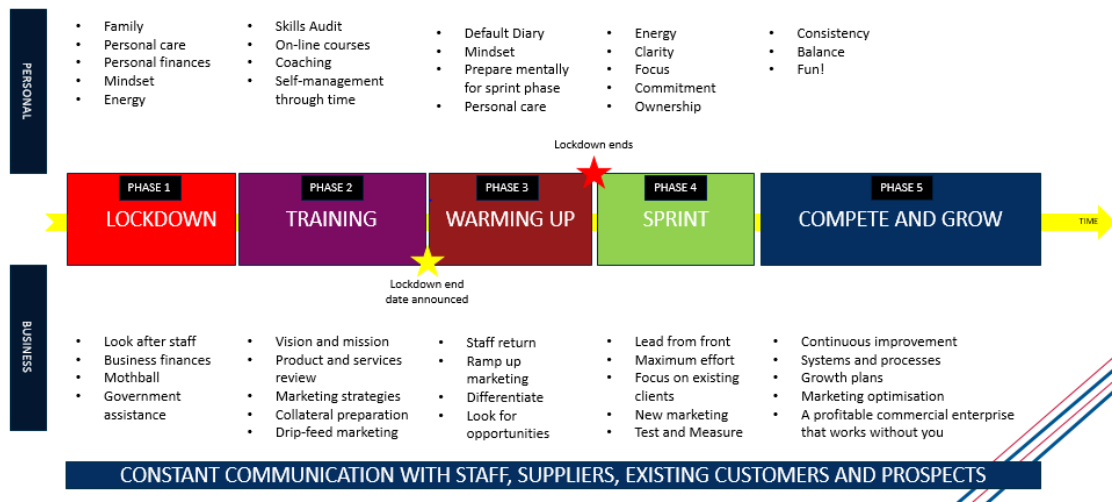 PERSONAL
• Family
• Personal care
• Personal finances
• Mindset
• Energy
• Skills Audit
• On-line courses
• Coaching
• Self-management
through time
• Default Diary
• Mindset
• Prepare mentally
for sprint phase
• Personal care
• Energy
• Clarity
• Focus
• Commitment
• Ownership
• Consistency
• Balance
• Fun!
Lockdown ends
PHASE 1
LOCKDOWN
PHASE 2
TRAINING
PHASE 3
WARMING UP
PHASE 4
SPRINT
PHASE 5
COMPETE AND GROW
TIME
Lockdown end
date announced
BUSINESS
• Look after staff
• Business finances
• Mothball
• Government
assistance
• Vision and mission
• Product and services
review
• Marketing strategies
• Collateral preparation
• Drip-feed marketing
• Staff return
• Ramp up
marketing
• Differentiate
• Look for
opportunities
• Lead from front
• Maximum effort
• Focus on existing
clients
• New marketing
• Test and Measure
• Continuous improvement
• Systems and processes
• Growth plans
• Marketing optimisation
• A profitable commercial enterprise
that works without you
CONSTANT COMMUNICATION WITH STAFF, SUPPLIERS, EXISTING CUSTOMERS AND PROSPECTS